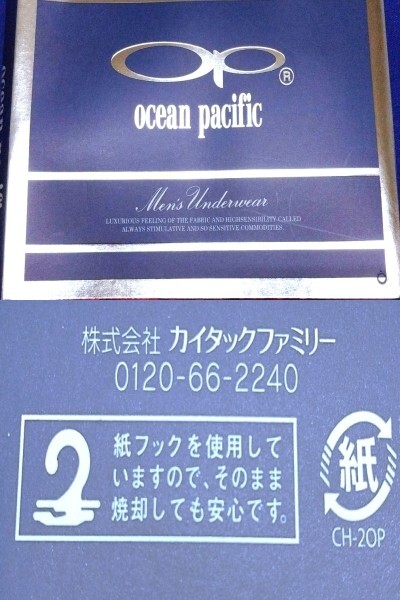 op®
ocean pacific
Men's Underwear
LUXURIOUS FEELING OF THE FABRIC AND HIGHSENSIBILITY CALLED
ALWAYS STIMULATIVE AND SO SENSITIVE COMMODITIES
株式会社 カイタックファミリー
0120-66-2240
紙フックを使用して
いますので、そのまま
焼却しても安心です。
紙
CH-20P